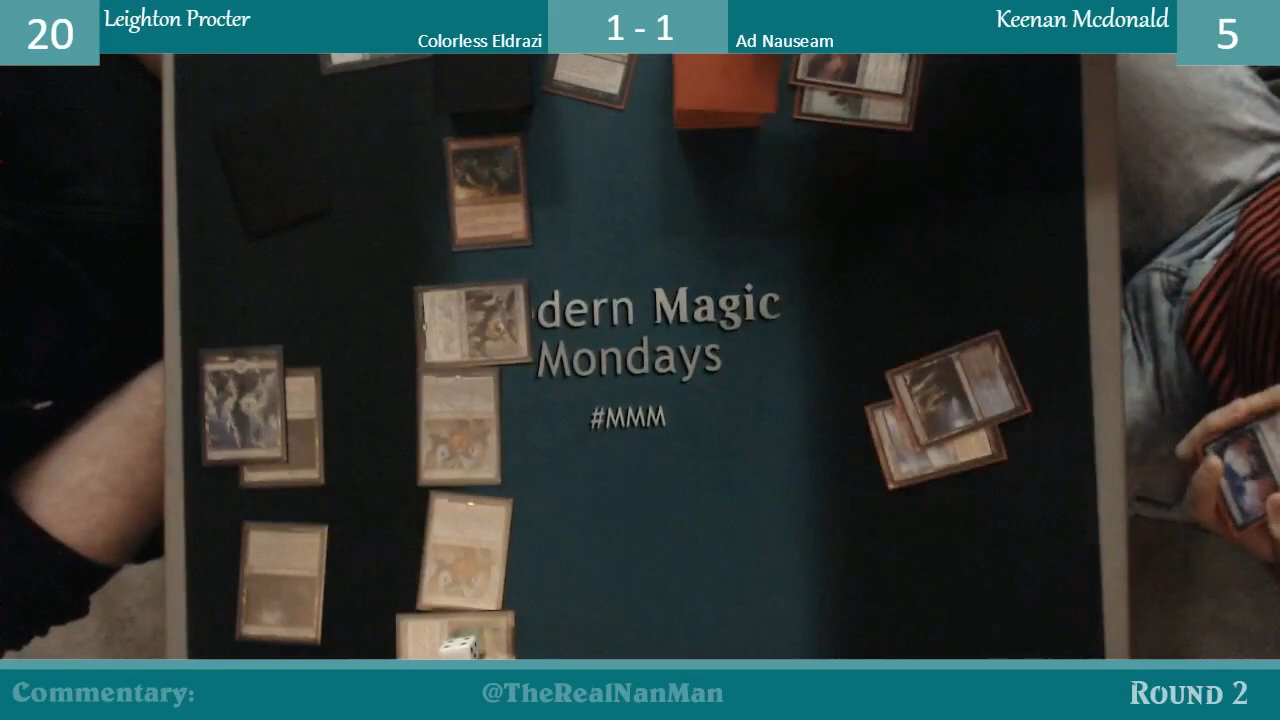 20
Leighton Procter
Colorless Eldrazi
1 - 1
Ad Nauseam
Keenan Mcdonald
5
dern Magic
Mondays
#MMM
Commentary:
@TheRealNanMan
Round 2